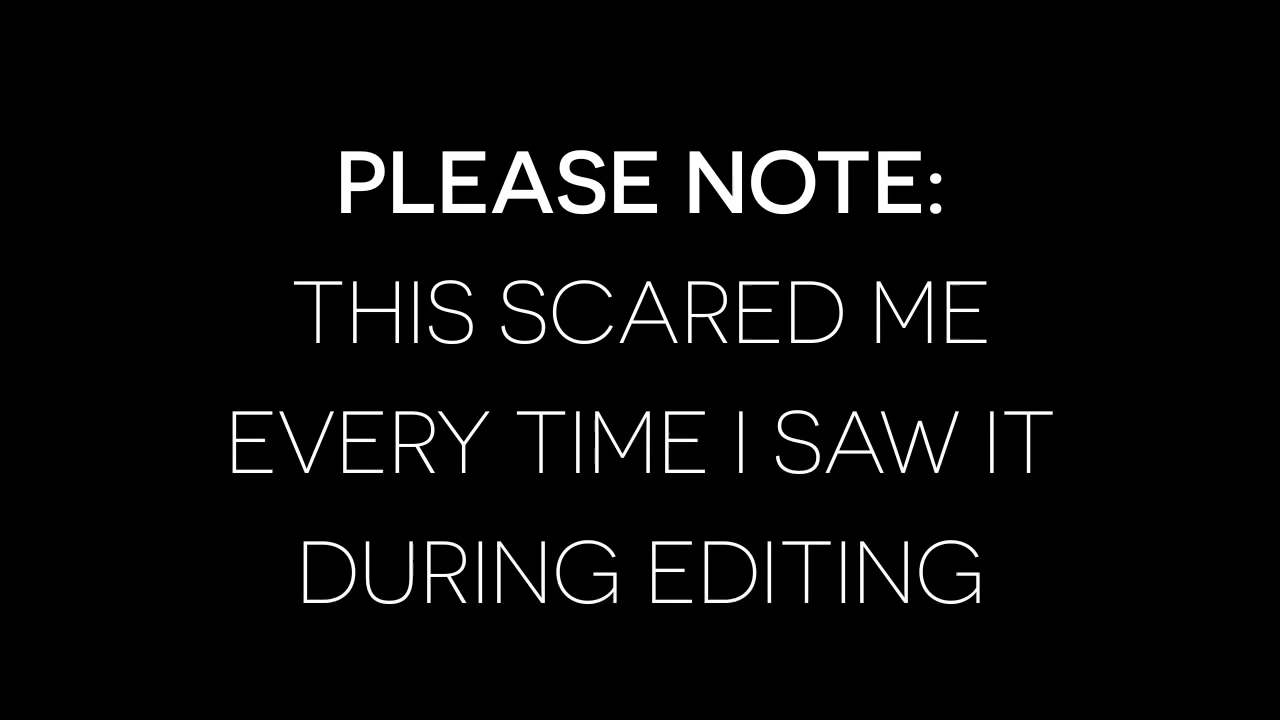 PLEASE NOTE:
THIS SCARED ME
EVERY TIME I SAW IT
DURING EDITING